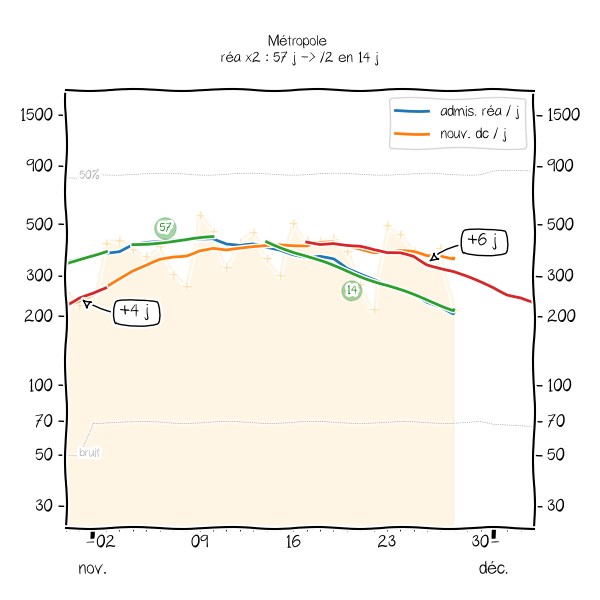 Métropole
réa x2 : 57 j -> /2 en 14 j
admis. réa / j
nouv. dc / j
1500
1500
900
900
50%
500
500
57
+6 j
300
300
14
+4 j
200
200
100
100
70
70
bruit
50
50
30
30
02
09
16
23
30
nov.
déc.